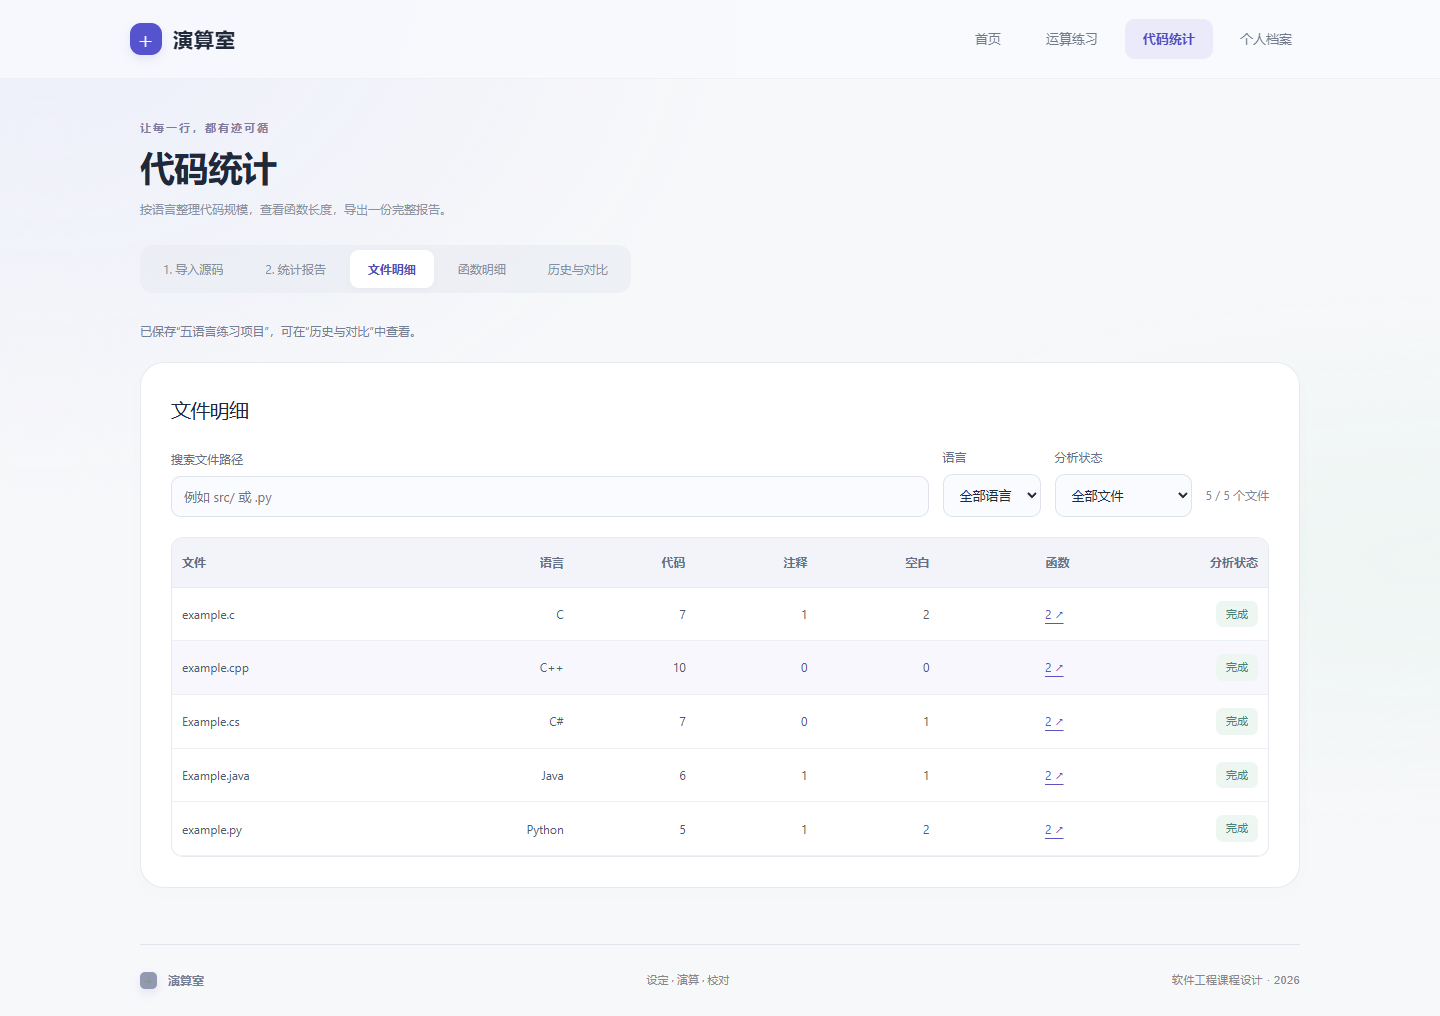 + 演算室
首页 运算练习 代码统计 个人档案
让每一行，都有迹可循
代码统计
按语言整理代码规模，查看函数长度，导出一份完整报告。
1. 导入源码 2. 统计报告 文件明细 函数明细 历史与对比
已保存“五语言练习项目”，可在“历史与对比”中查看。
文件明细
搜索文件路径 语言 分析状态
例如 src/ 或 .py 全部语言 全部文件 5 / 5 个文件
文件 语言 代码 注释 空白 函数 分析状态
example.c C 7 1 2 2 ↗ 完成
example.cpp C++ 10 0 0 2 ↗ 完成
Example.cs C# 7 0 1 2 ↗ 完成
Example.java Java 6 1 1 2 ↗ 完成
example.py Python 5 1 2 2 ↗ 完成
演算室 设定 · 演算 · 校对 软件工程课程设计 · 2026